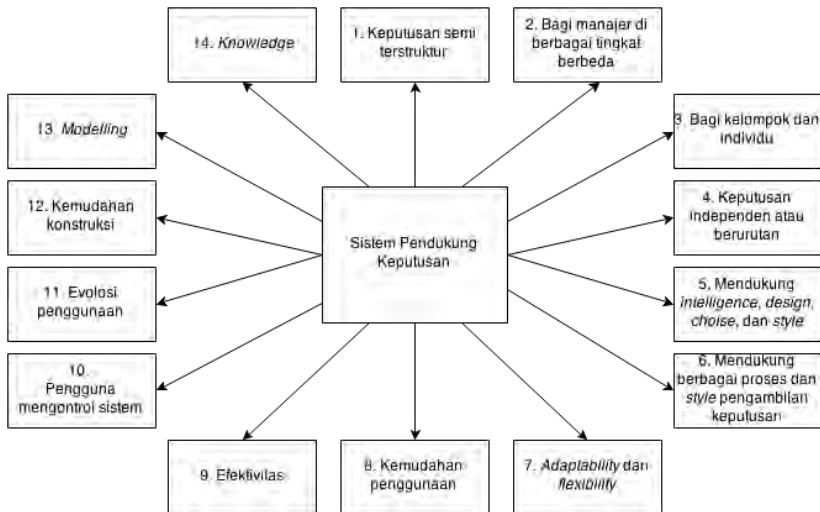 1. Keputusan semi
terstruktur
2. Bagi manajer di
berbagai tingkat
berbeda
3. Bagi kelompok dan
individu
4. Keputusan
independen atau
berurutan
5. Mendukung
intelligence, design,
choise, dan style
6. Mendukung
berbagai proses dan
style pengambilan
keputusan
7. Adaptability dan
flexibility
8. Kemudahan
penggunaan
9. Efektivitas
10.
Pengguna
mengontrol sistem
11. Evolosi
penggunaan
12. Kemudahan
konstruksi
13. Modelling
14. Knowledge
Sistem Pendukung
Keputusan